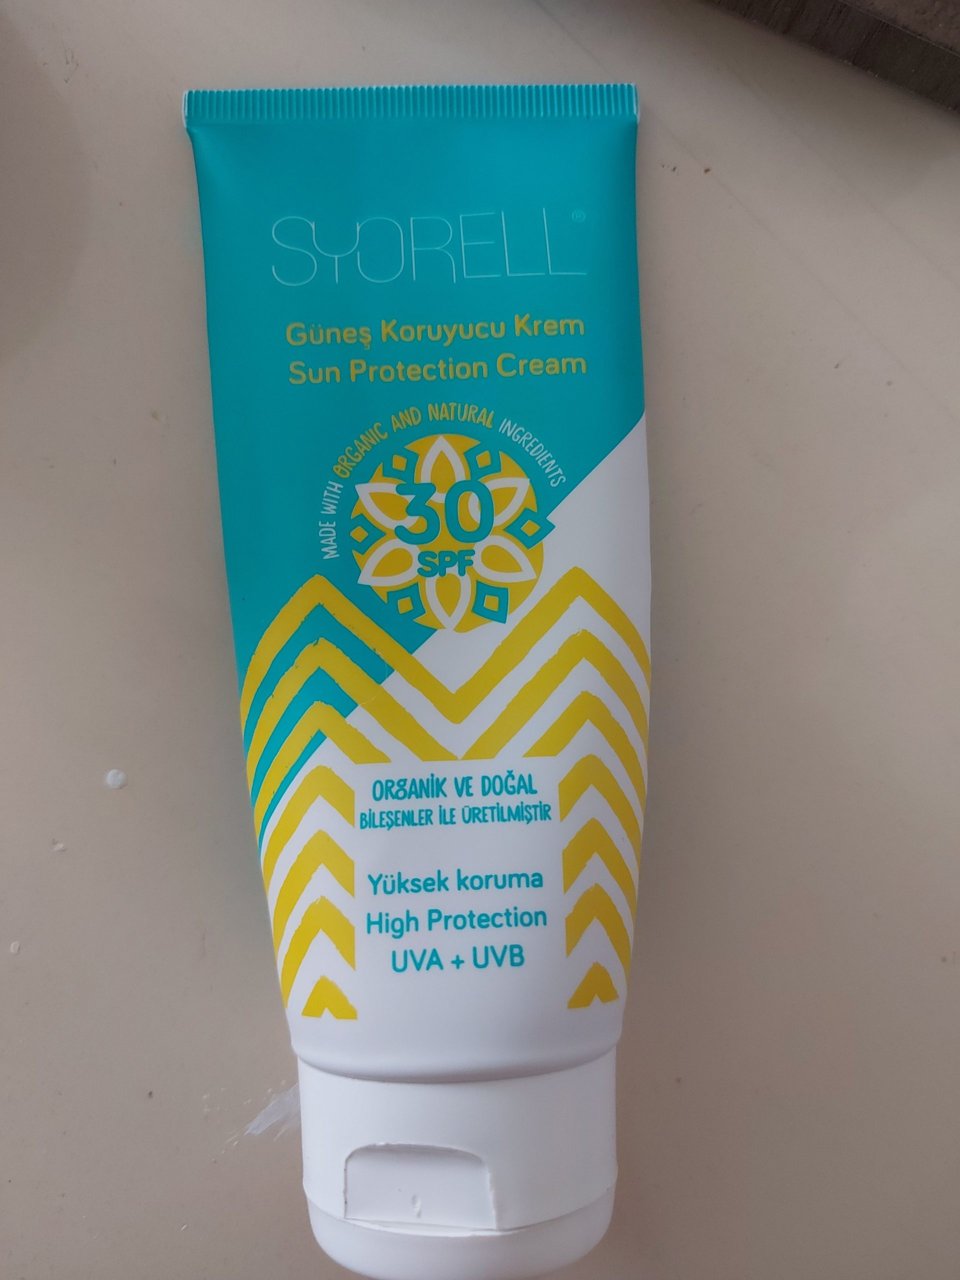 SYORELL®
Güneş Koruyucu Krem
Sun Protection Cream
MADE WITH ORGANIC AND NATURAL INGREDIENTS
30
SPF
ORGANİK VE DOĞAL
BİLEŞENLER İLE ÜRETİLMİŞTİR
Yüksek koruma
High Protection
UVA + UVB